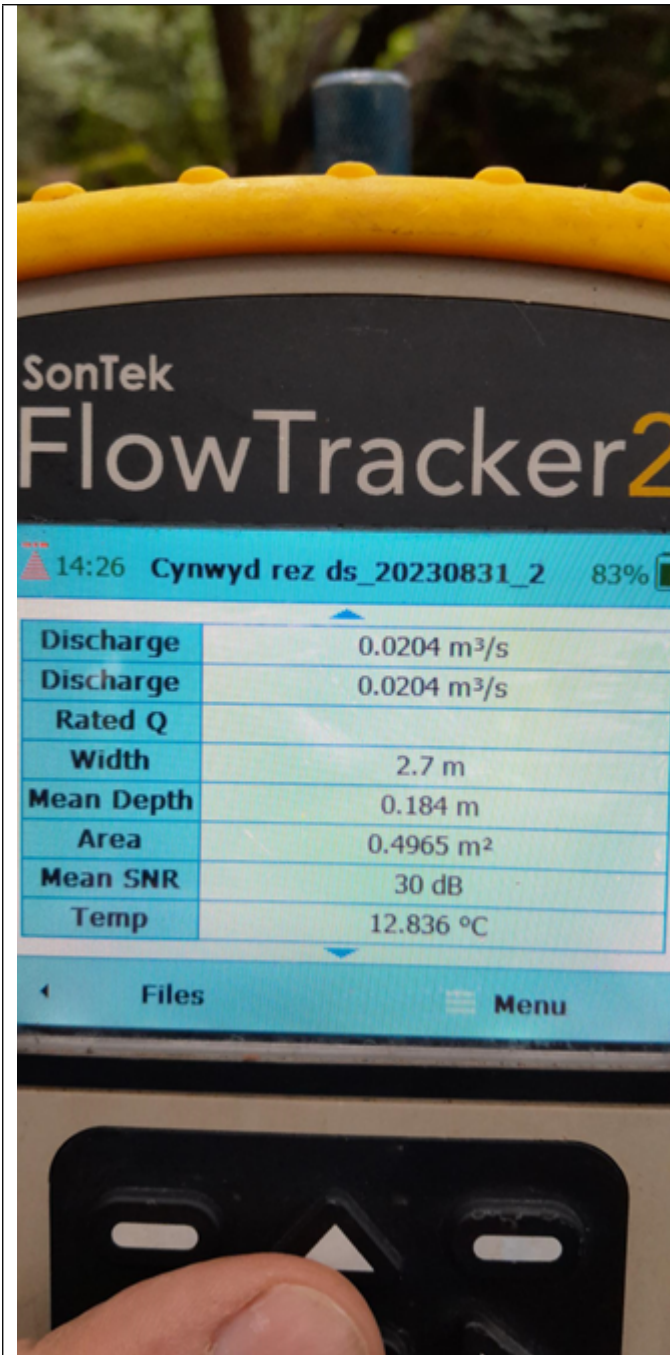 SonTek
FlowTracker2
14:26 Cynwyd rez ds_20230831_2 83%
Discharge 0.0204 m³/s
Discharge 0.0204 m³/s
Rated Q
Width 2.7 m
Mean Depth 0.184 m
Area 0.4965 m²
Mean SNR 30 dB
Temp 12.836 ºC
Files Menu